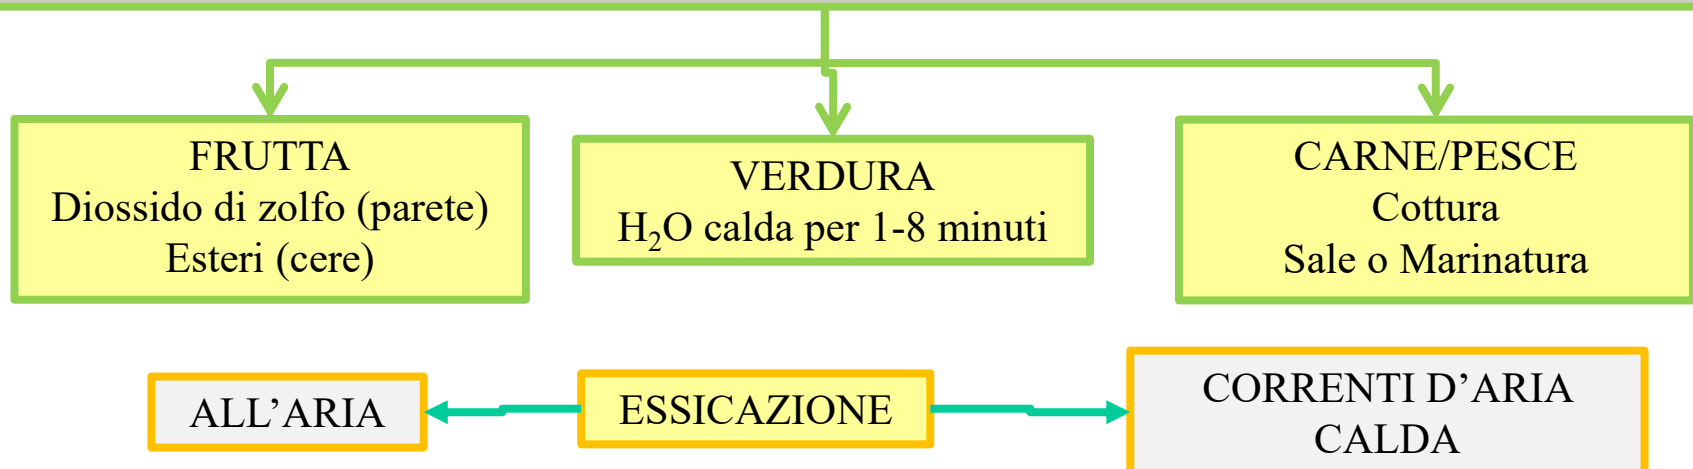 FRUTTA
Diossido di zolfo (parete)
Esteri (cere)
VERDURA
H₂O calda per 1-8 minuti
CARNE/PESCE
Cottura
Sale o Marinatura
ALL’ARIA
ESSICAZIONE
CORRENTI D’ARIA
CALDA